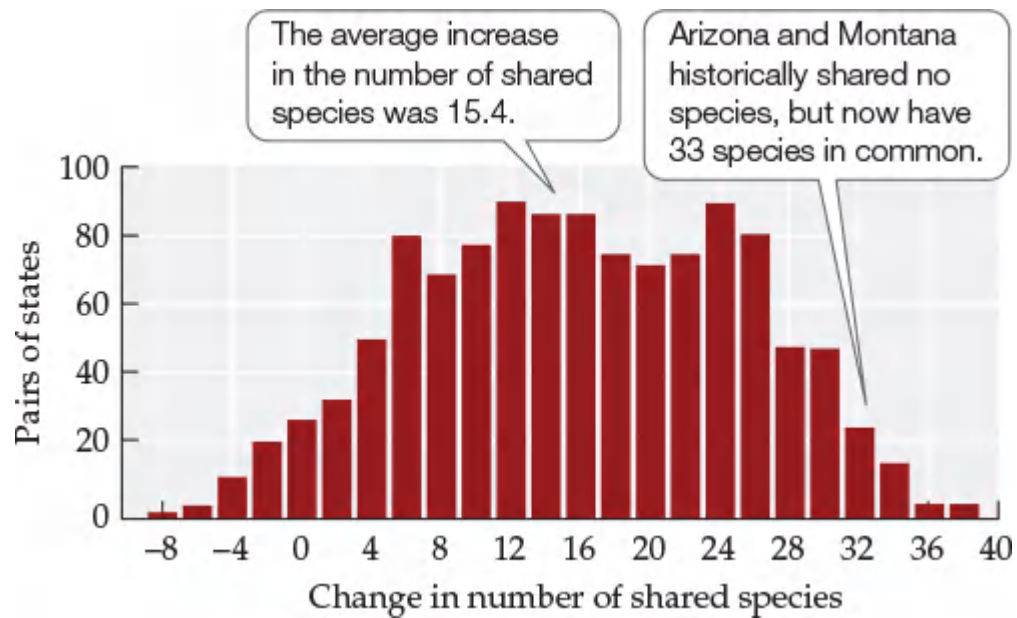 The average increase
in the number of shared
species was 15.4.
Arizona and Montana
historically shared no
species, but now have
33 species in common.
Pairs of states
100
80
60
40
20
0
–8 –4 0 4 8 12 16 20 24 28 32 36 40
Change in number of shared species